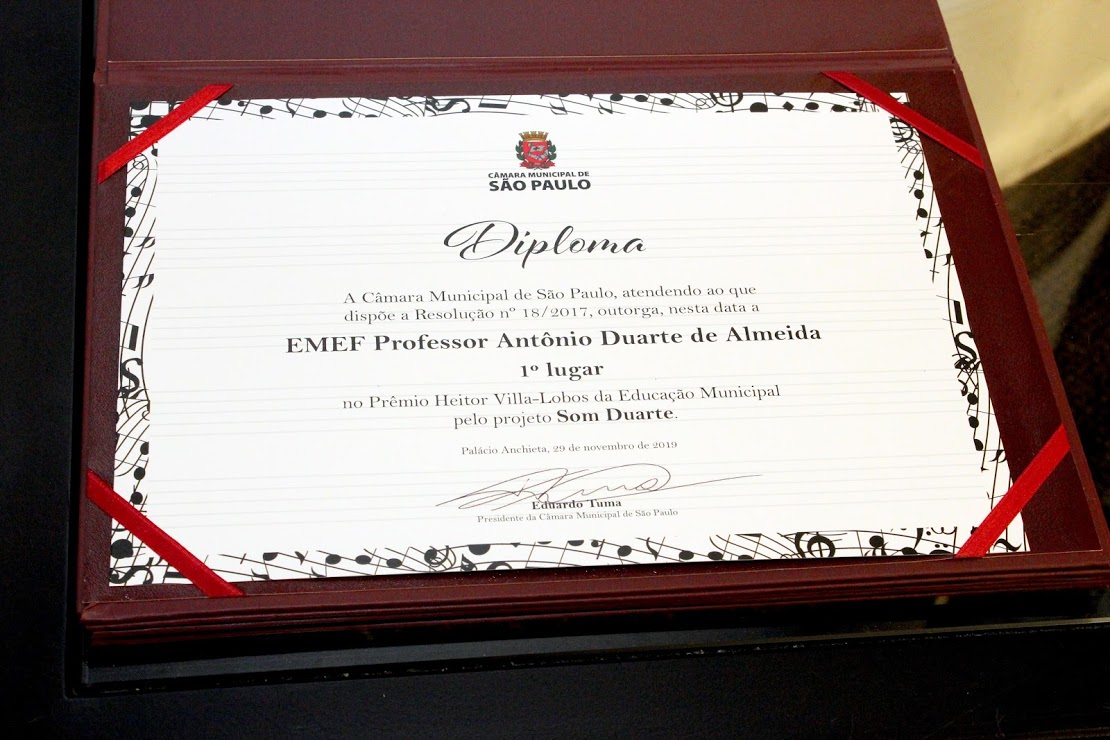 CÂMARA MUNICIPAL DE
SÃO PAULO
Diploma
A Câmara Municipal de São Paulo, atendendo ao que
dispõe a Resolução nº 18/2017, outorga, nesta data a
EMEF Professor Antônio Duarte de Almeida
1º lugar
no Prêmio Heitor Villa-Lobos da Educação Municipal
pelo projeto Som Duarte.
Palácio Anchieta, 29 de novembro de 2019
Eduardo Tuma
Presidente da Câmara Municipal de São Paulo